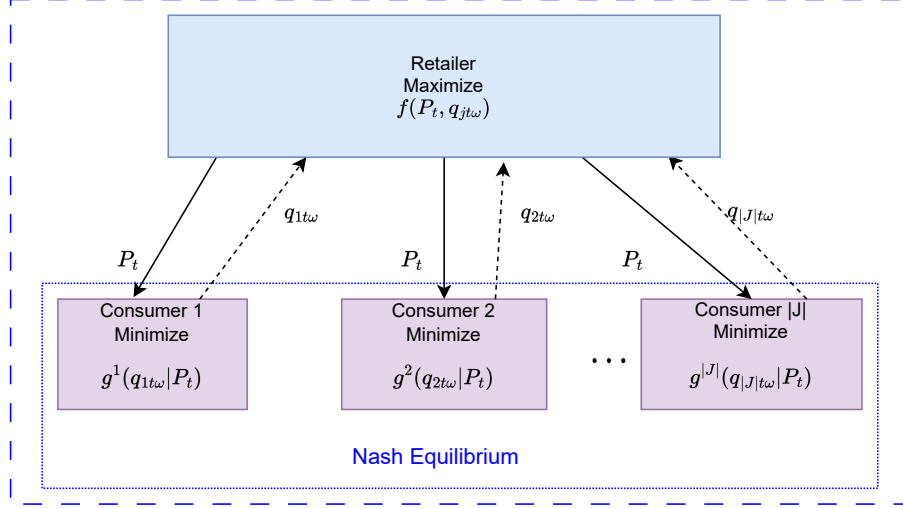 Retailer
Maximize
f(P_t, q_{jtω})
q_{1tω}
q_{2tω}
q_{|J|tω}
P_t
P_t
P_t
Consumer 1
Minimize
g^1(q_{1tω}|P_t)
Consumer 2
Minimize
g^2(q_{2tω}|P_t)
...
Consumer |J|
Minimize
g^{|J|}(q_{|J|tω}|P_t)
Nash Equilibrium